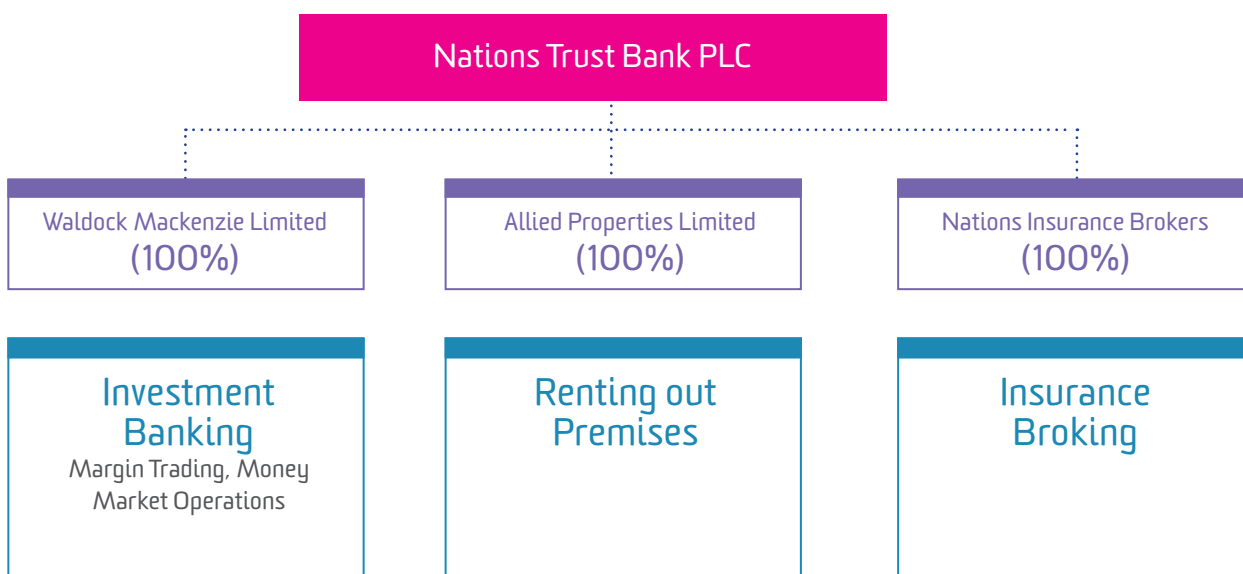 Nations Trust Bank PLC
Waldock Mackenzie Limited
(100%)
Allied Properties Limited
(100%)
Nations Insurance Brokers
(100%)
Investment
Banking
Margin Trading, Money
Market Operations
Renting out
Premises
Insurance
Broking